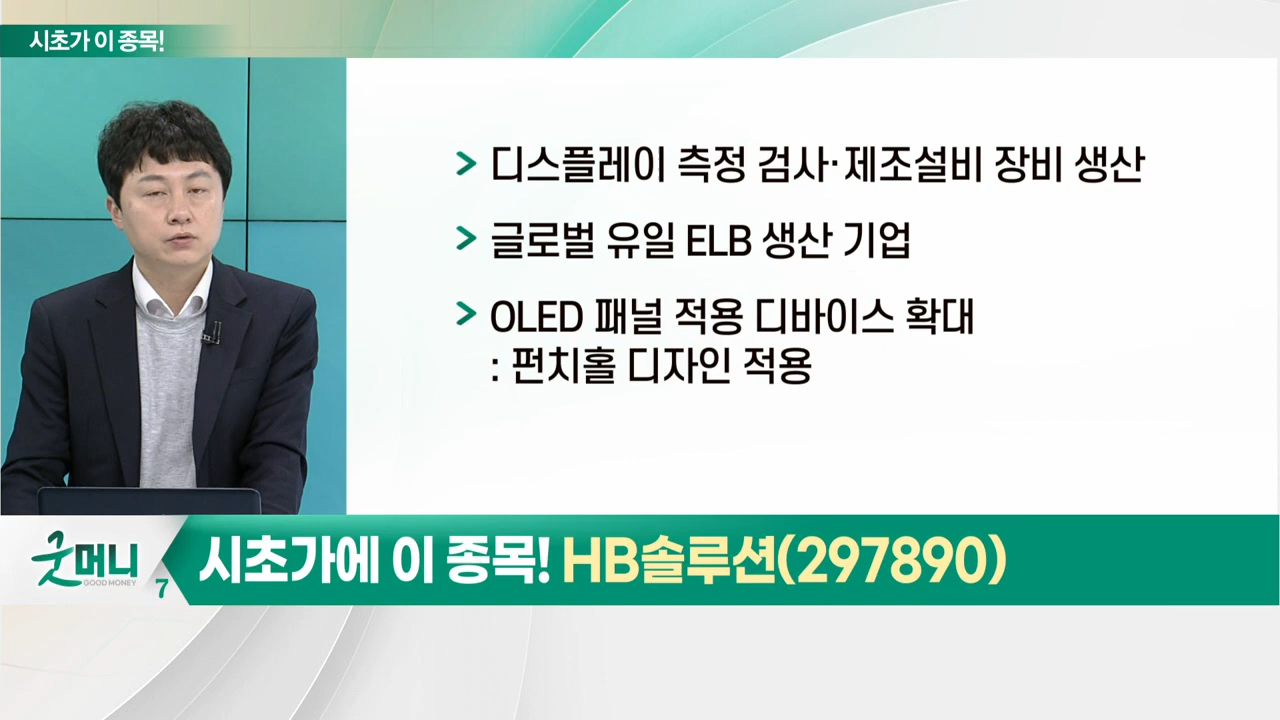 시초가 이 종목!
> 디스플레이 측정 검사·제조설비 장비 생산
> 글로벌 유일 ELB 생산 기업
> OLED 패널 적용 디바이스 확대
: 펀치홀 디자인 적용
굿머니
GOOD MONEY
7
시초가에 이 종목! HB솔루션(297890)